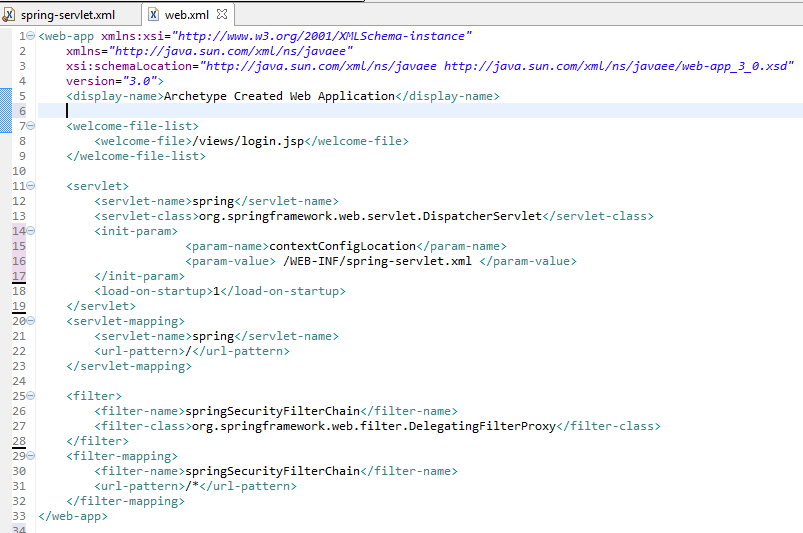 spring-servlet.xml web.xml
1 <web-app xmlns:xsi="http://www.w3.org/2001/XMLSchema-instance"
2 xmlns="http://java.sun.com/xml/ns/javaee"
3 xsi:schemaLocation="http://java.sun.com/xml/ns/javaee http://java.sun.com/xml/ns/javaee/web-app_3_0.xsd"
4 version="3.0">
5 <display-name>Archetype Created Web Application</display-name>
6
7 <welcome-file-list>
8 <welcome-file>/views/login.jsp</welcome-file>
9 </welcome-file-list>
10
11 <servlet>
12 <servlet-name>spring</servlet-name>
13 <servlet-class>org.springframework.web.servlet.DispatcherServlet</servlet-class>
14 <init-param>
15 <param-name>contextConfigLocation</param-name>
16 <param-value> /WEB-INF/spring-servlet.xml </param-value>
17 </init-param>
18 <load-on-startup>1</load-on-startup>
19 </servlet>
20 <servlet-mapping>
21 <servlet-name>spring</servlet-name>
22 <url-pattern>/</url-pattern>
23 </servlet-mapping>
24
25 <filter>
26 <filter-name>springSecurityFilterChain</filter-name>
27 <filter-class>org.springframework.web.filter.DelegatingFilterProxy</filter-class>
28 </filter>
29 <filter-mapping>
30 <filter-name>springSecurityFilterChain</filter-name>
31 <url-pattern>/*</url-pattern>
32 </filter-mapping>
33 </web-app>
34